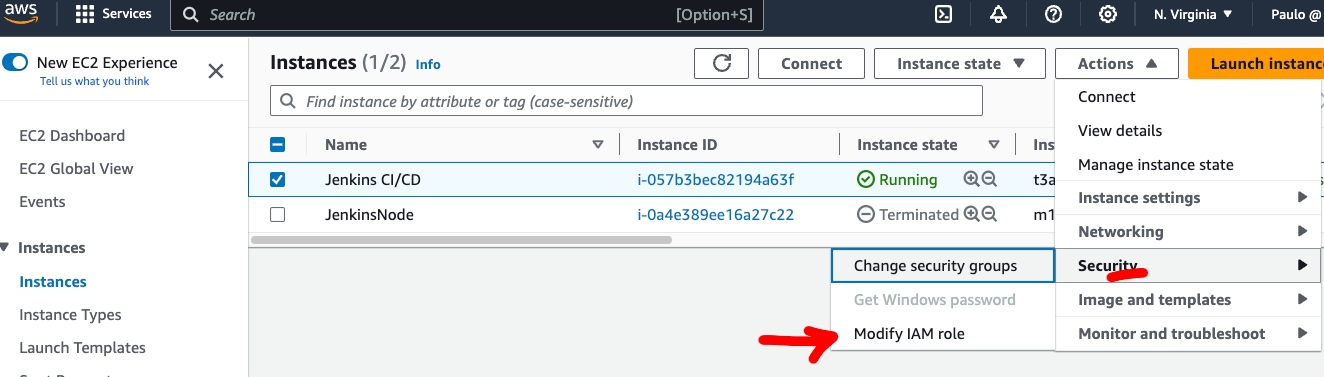 aws Services Search [Option+S] N. Virginia Paulo @
New EC2 Experience
Tell us what you think
EC2 Dashboard
EC2 Global View
Events
Instances
Instances
Instance Types
Launch Templates
Instances (1/2) Info Connect Instance state Actions Launch instanc
Find instance by attribute or tag (case-sensitive)
Name Instance ID Instance state Ins
Jenkins CI/CD i-057b3bec82194a63f Running t3a
JenkinsNode i-0a4e389ee16a27c22 Terminated m1
Connect
View details
Manage instance state
Instance settings
Networking
Security
Image and templates
Monitor and troubleshoot
Change security groups
Get Windows password
Modify IAM role